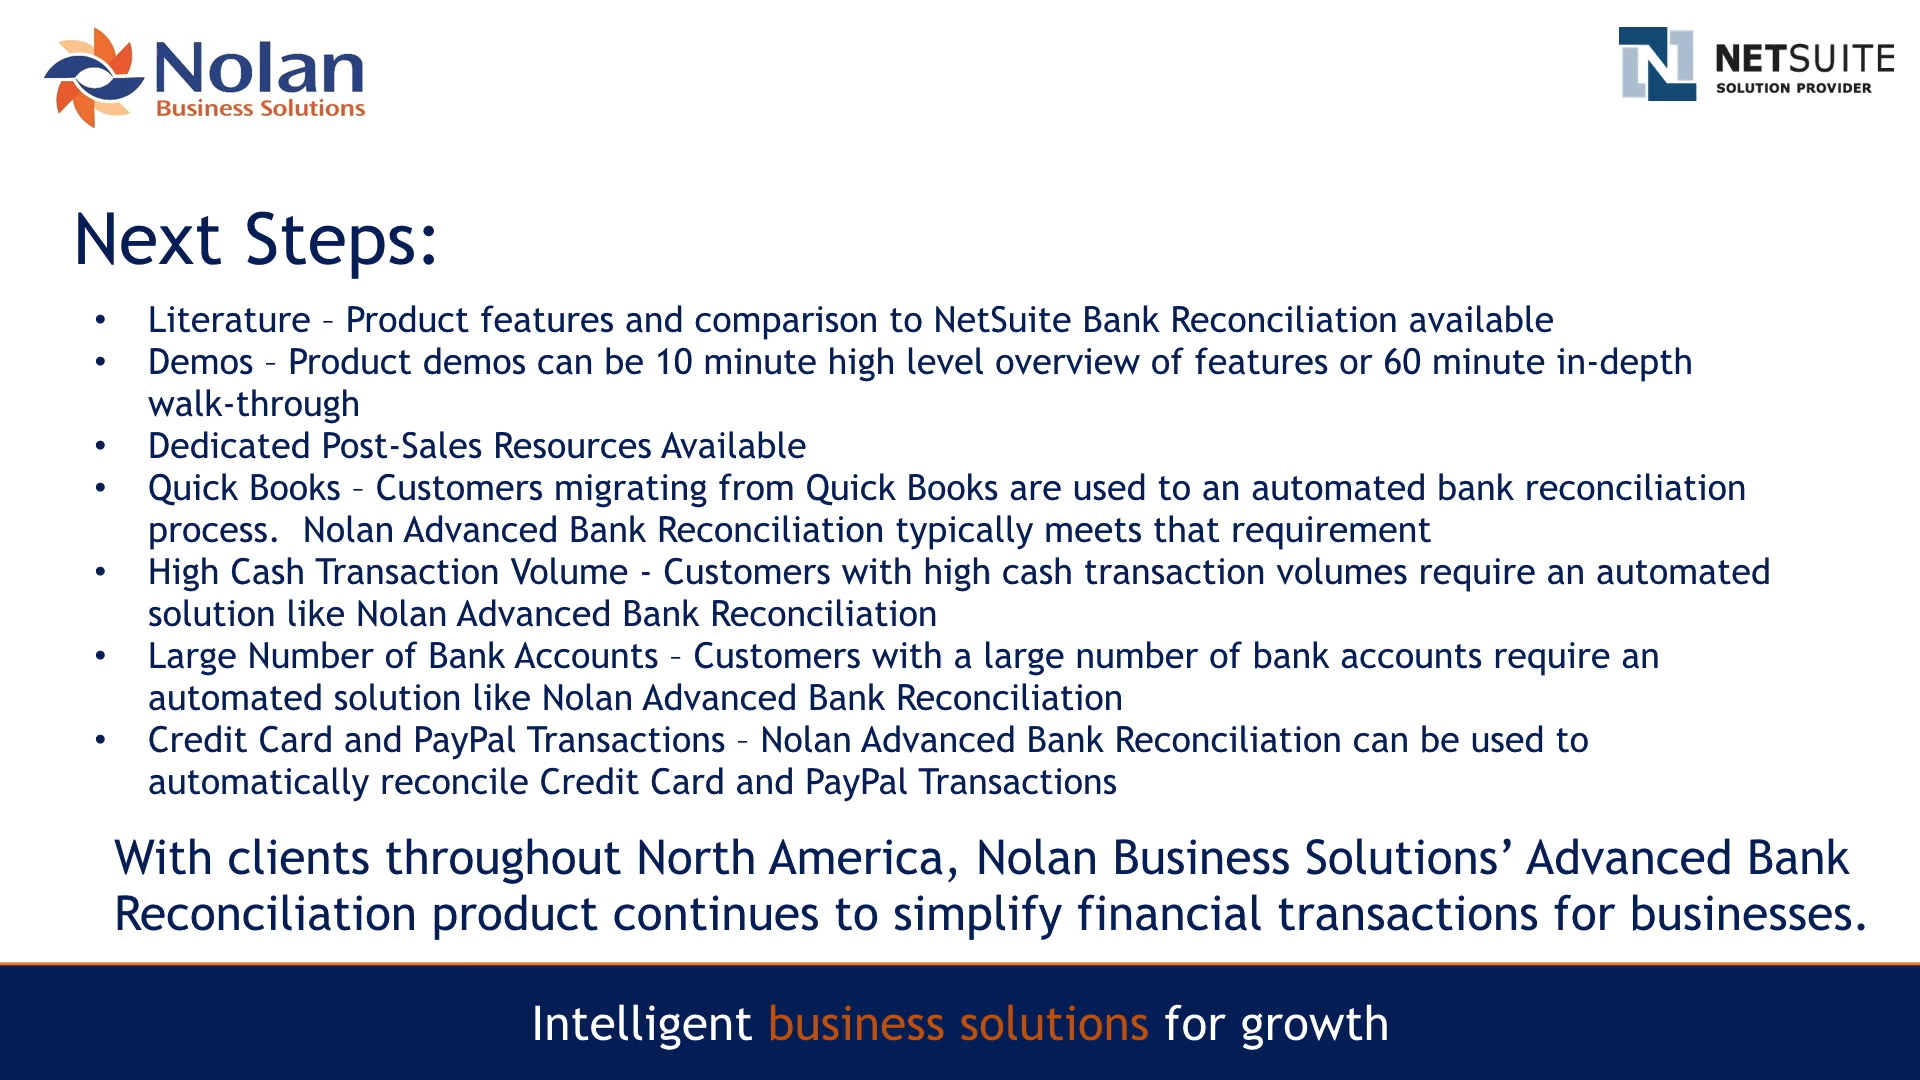 Nolan
Business Solutions
NETSUITE
SOLUTION PROVIDER
Next Steps:
• Literature – Product features and comparison to NetSuite Bank Reconciliation available
• Demos – Product demos can be 10 minute high level overview of features or 60 minute in-depth
walk-through
• Dedicated Post-Sales Resources Available
• Quick Books – Customers migrating from Quick Books are used to an automated bank reconciliation
process.  Nolan Advanced Bank Reconciliation typically meets that requirement
• High Cash Transaction Volume - Customers with high cash transaction volumes require an automated
solution like Nolan Advanced Bank Reconciliation
• Large Number of Bank Accounts – Customers with a large number of bank accounts require an
automated solution like Nolan Advanced Bank Reconciliation
• Credit Card and PayPal Transactions – Nolan Advanced Bank Reconciliation can be used to
automatically reconcile Credit Card and PayPal Transactions
With clients throughout North America, Nolan Business Solutions’ Advanced Bank
Reconciliation product continues to simplify financial transactions for businesses.
Intelligent business solutions for growth